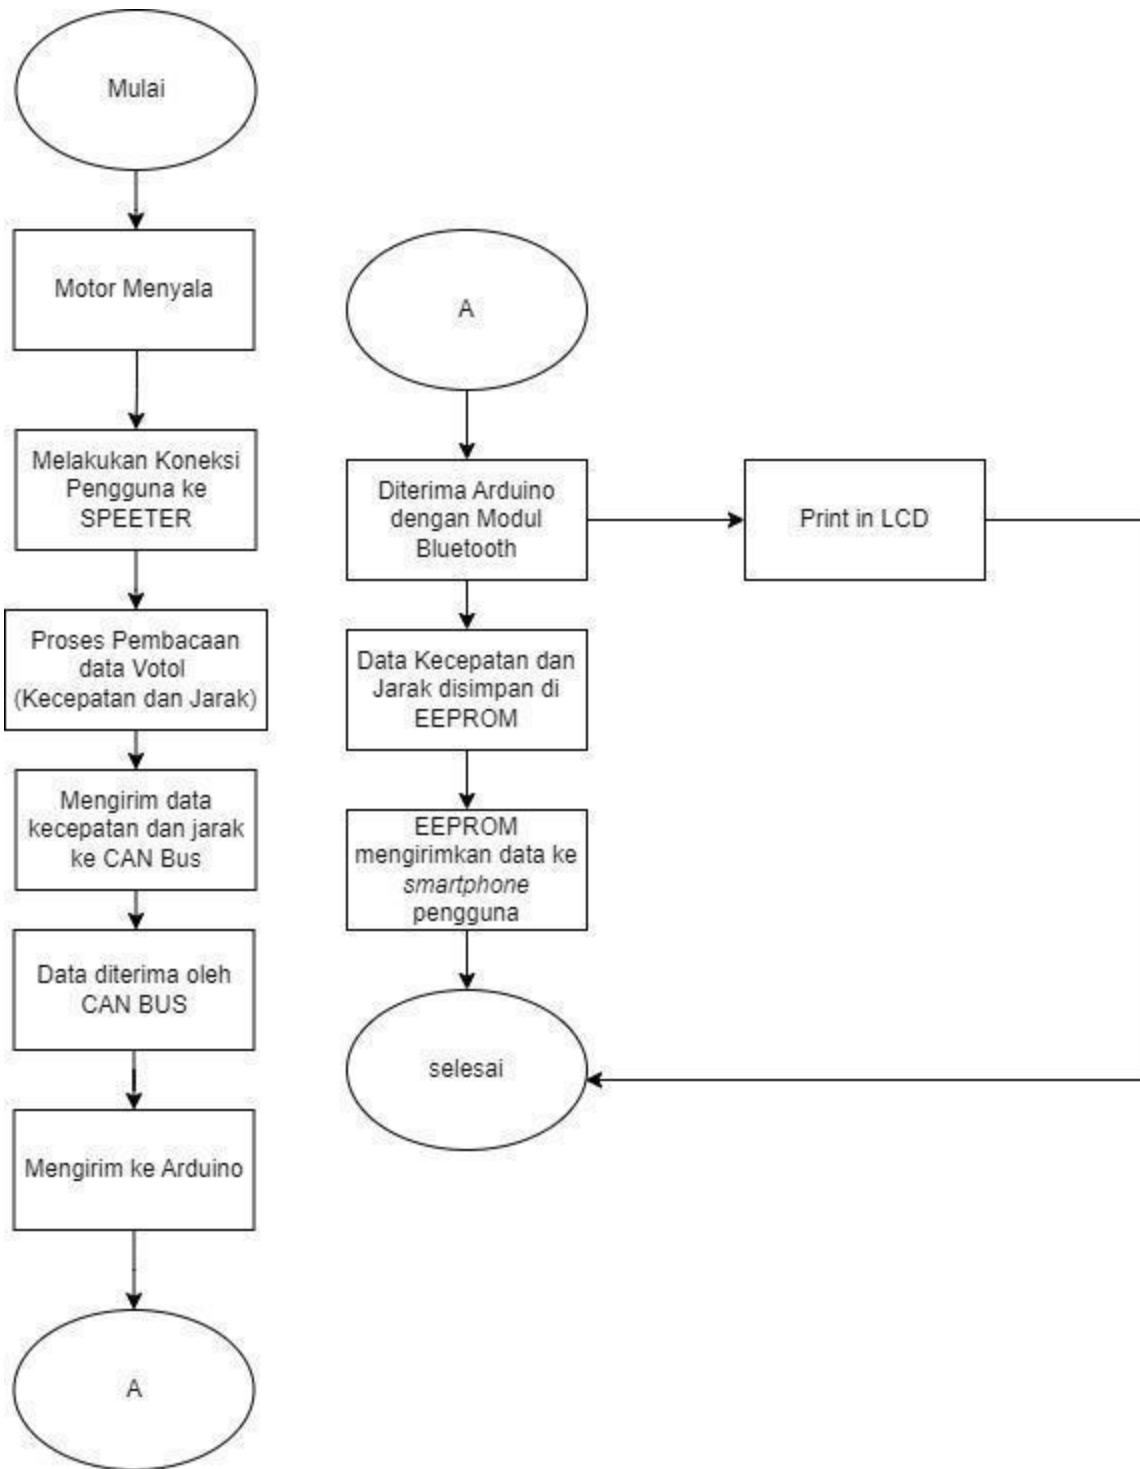 Mulai
Motor Menyala
Melakukan Koneksi
Pengguna ke
SPEETER
Proses Pembacaan
data Votol
(Kecepatan dan Jarak)
Mengirim data
kecepatan dan jarak
ke CAN Bus
Data diterima oleh
CAN BUS
Mengirim ke Arduino
A
A
Diterima Arduino
dengan Modul
Bluetooth
Print in LCD
Data Kecepatan dan
Jarak disimpan di
EEPROM
EEPROM
mengirimkan data ke
smartphone
pengguna
selesai